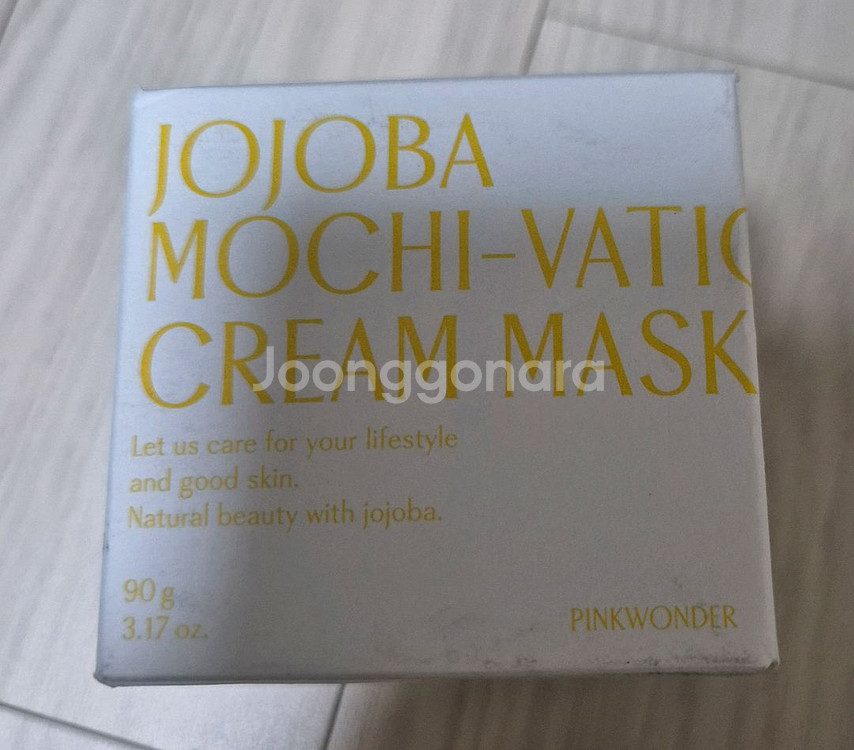 JOJOBA
MOCHI-VATIO
CREAM MASK
Joonggonara
Let us care for your lifestyle
and good skin.
Natural beauty with jojoba.
90 g
3.17 oz.
PINKWONDER